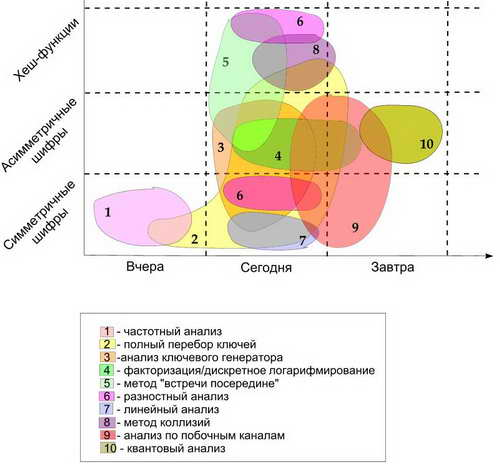 Хеш-функции
6
8
5
Асимметричные
шифры
3
4
10
Симметричные
шифры
6
1
2
7
9
Вчера
Сегодня
Завтра
1 - частотный анализ
2 - полный перебор ключей
3 -анализ ключевого генератора
4 - факторизация/дискретное логарифмирование
5 - метод "встречи посередине"
6 - разностный анализ
7 - линейный анализ
8 - метод коллизий
9 - анализ по побочным каналам
10 - квантовый анализ